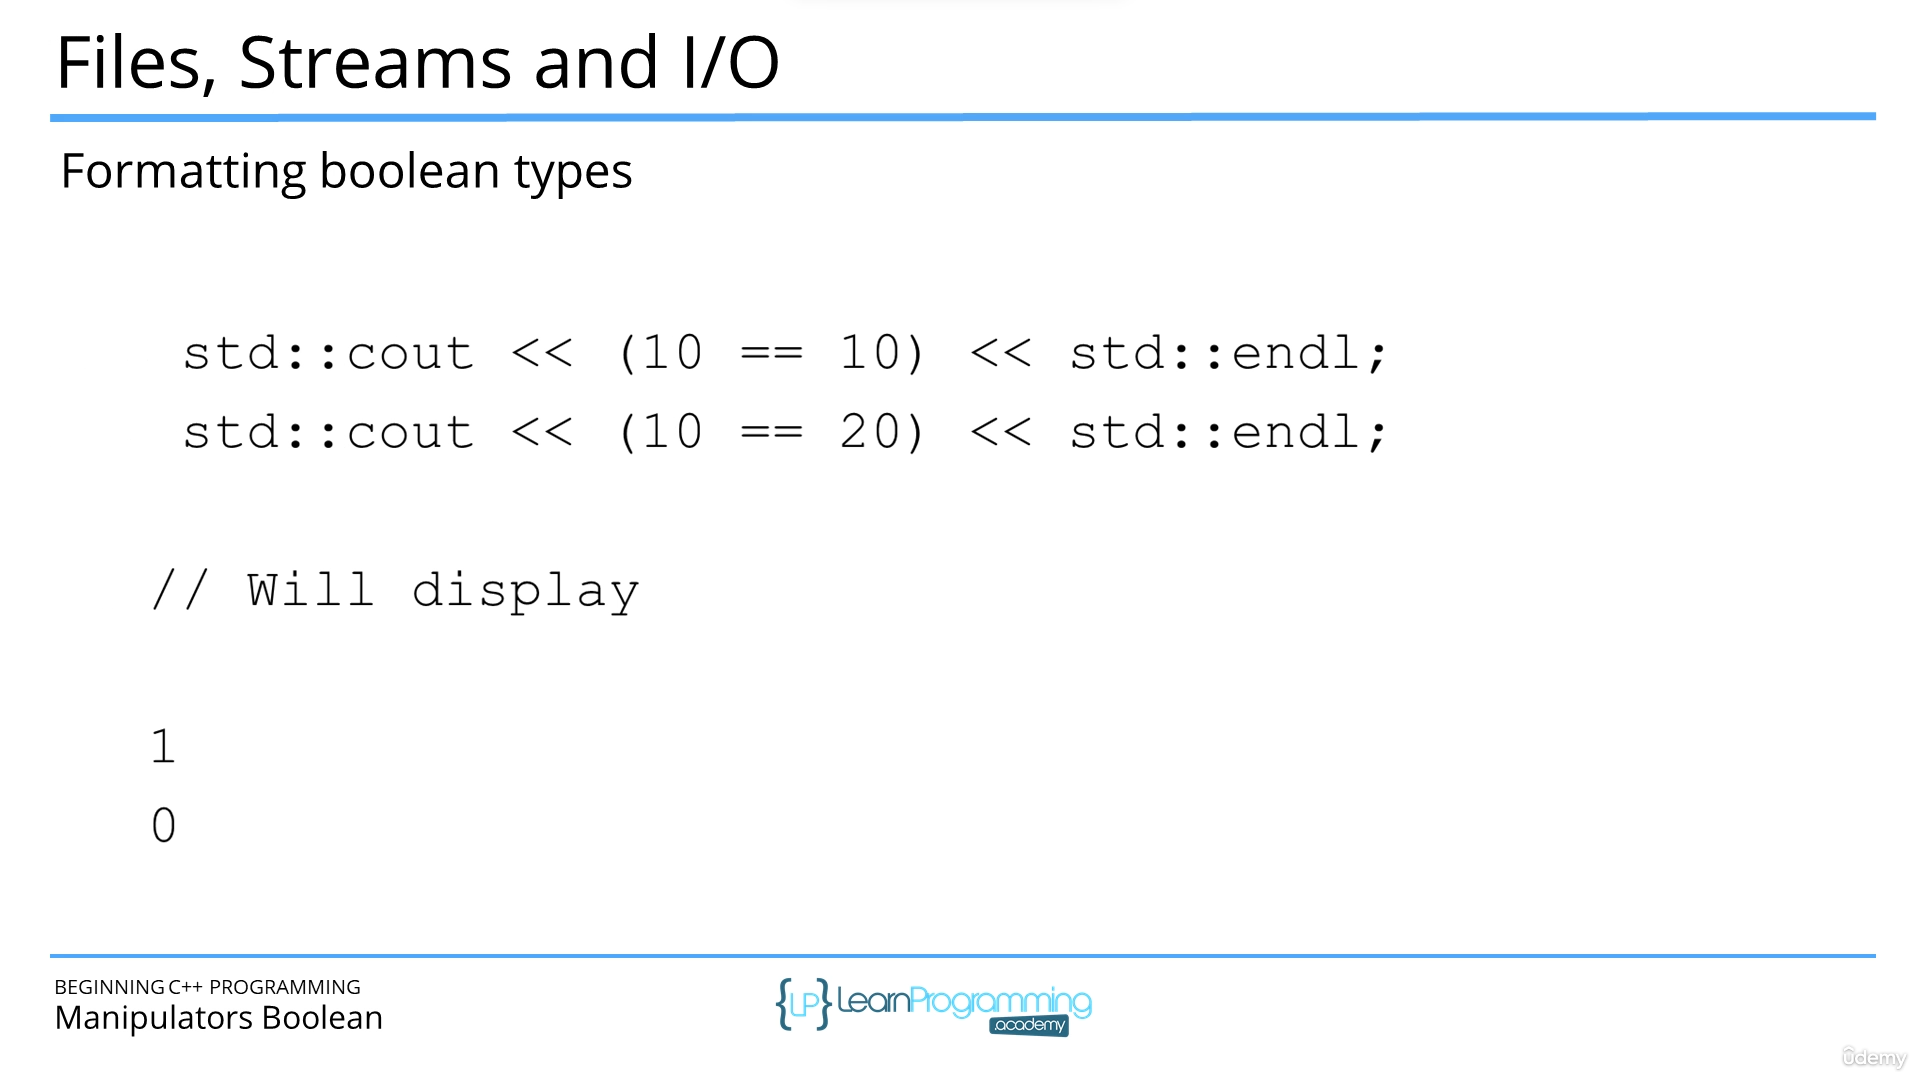 Files, Streams and I/O
Formatting boolean types
std::cout << (10 == 10) << std::endl;
std::cout << (10 == 20) << std::endl;
// Will display
1
0
BEGINNING C++ PROGRAMMING
Manipulators Boolean
{LP} LearnProgramming
.academy
ûdemy